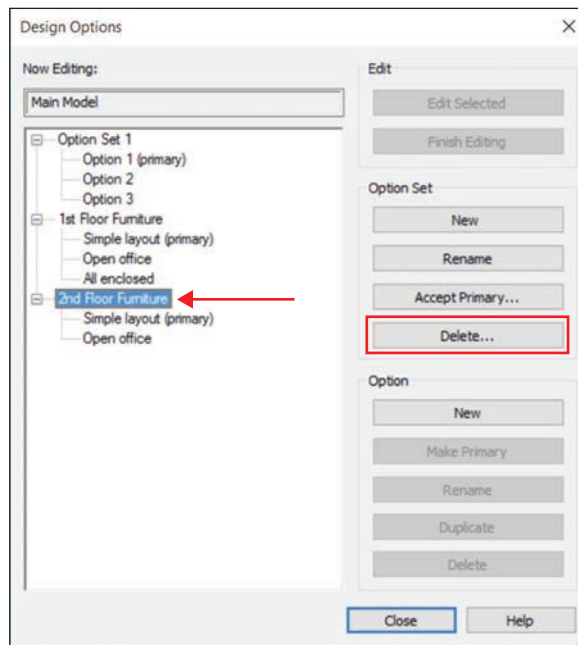 Design Options
Now Editing:
Main Model
Option Set 1
Option 1 (primary)
Option 2
Option 3
1st Floor Furniture
Simple layout (primary)
Open office
All enclosed
2nd Floor Furniture
Simple layout (primary)
Open office
Edit
Edit Selected
Finish Editing
Option Set
New
Rename
Accept Primary...
Delete...
Option
New
Make Primary
Rename
Duplicate
Delete
Close
Help